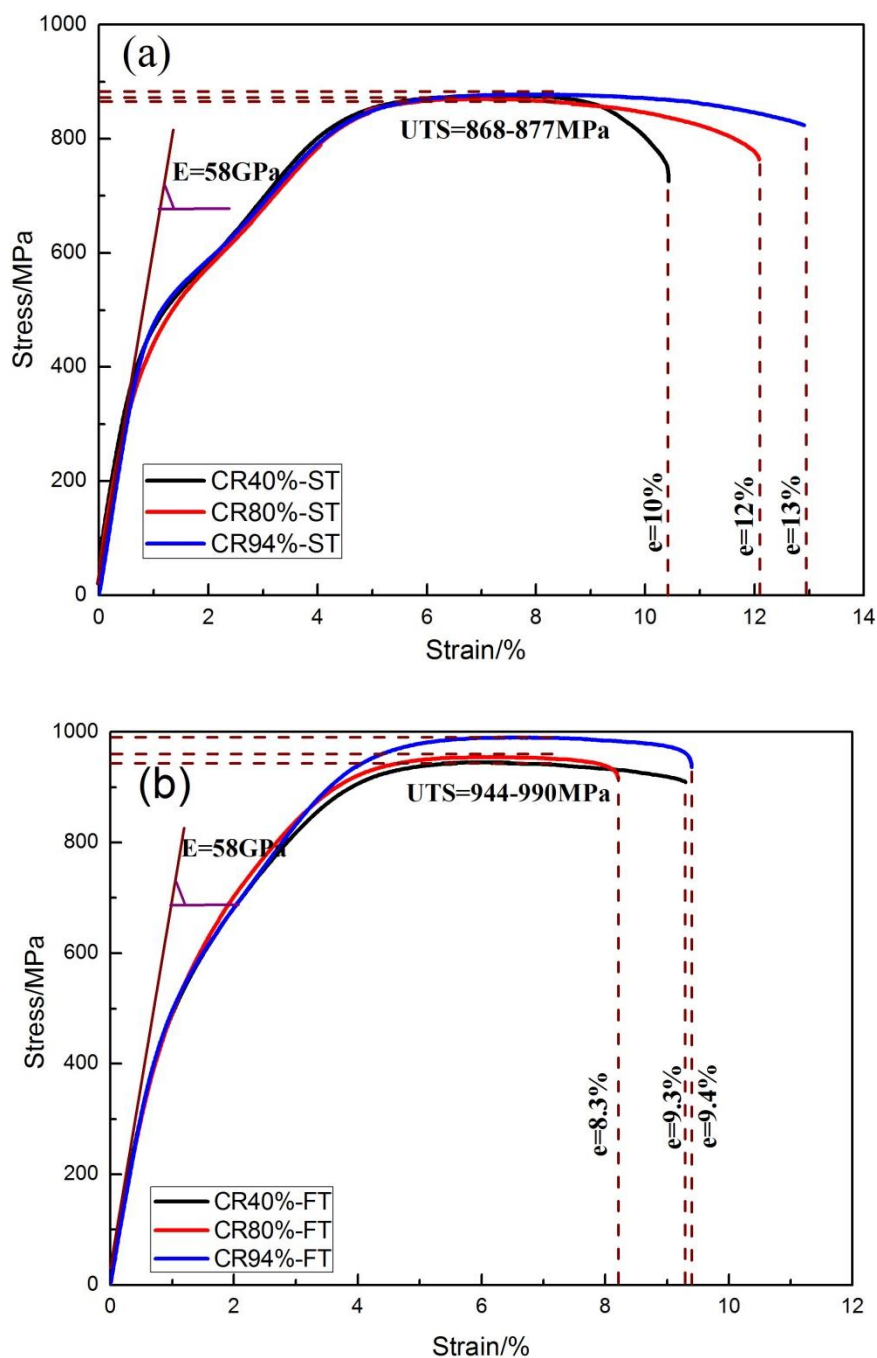 (a)
1000
800
600
400
200
0
Stress/MPa
UTS=868-877MPa
E=58GPa
CR40%-ST
CR80%-ST
CR94%-ST
e=10%
e=12%
e=13%
0 2 4 6 8 10 12 14
Strain/%
(b)
1000
800
600
400
200
0
Stress/MPa
UTS=944-990MPa
E=58GPa
CR40%-FT
CR80%-FT
CR94%-FT
e=8.3%
e=9.3%
e=9.4%
0 2 4 6 8 10 12
Strain/%